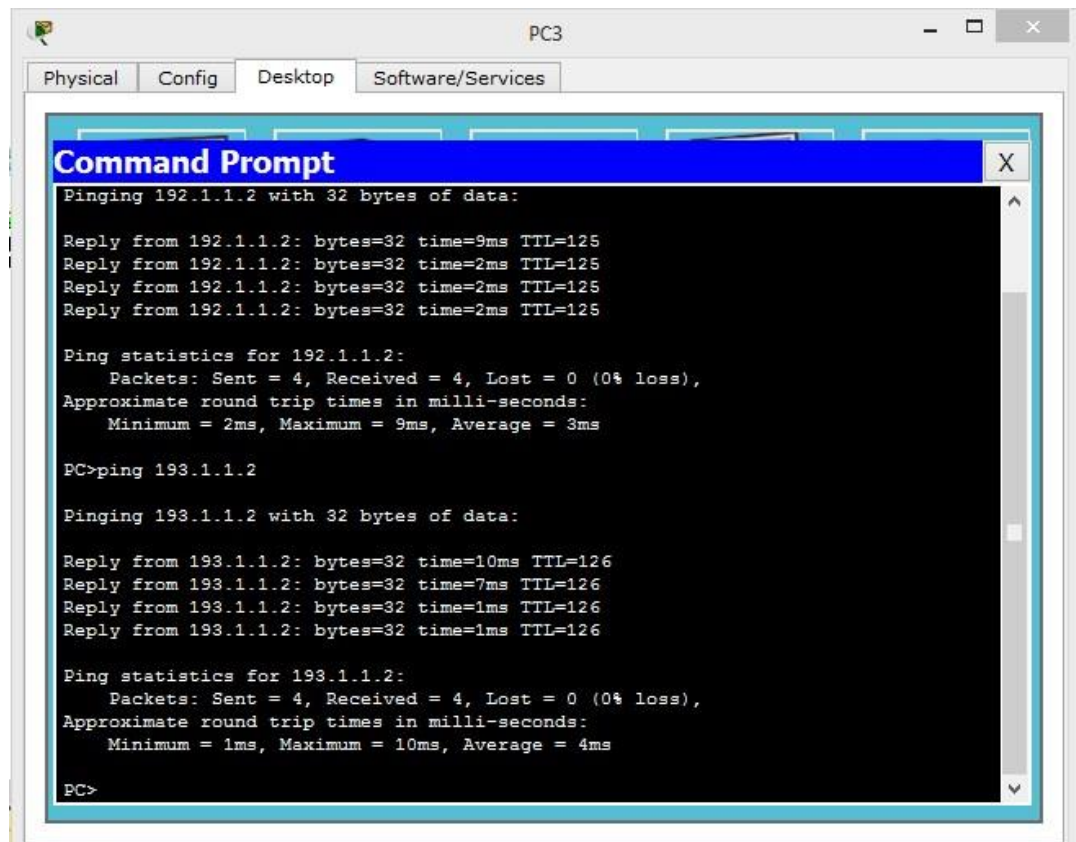 PC3
Physical Config Desktop Software/Services
Command Prompt X
Pinging 192.1.1.2 with 32 bytes of data:
Reply from 192.1.1.2: bytes=32 time=9ms TTL=125
Reply from 192.1.1.2: bytes=32 time=2ms TTL=125
Reply from 192.1.1.2: bytes=32 time=2ms TTL=125
Reply from 192.1.1.2: bytes=32 time=2ms TTL=125
Ping statistics for 192.1.1.2:
Packets: Sent = 4, Received = 4, Lost = 0 (0% loss),
Approximate round trip times in milli-seconds:
Minimum = 2ms, Maximum = 9ms, Average = 3ms
PC>ping 193.1.1.2
Pinging 193.1.1.2 with 32 bytes of data:
Reply from 193.1.1.2: bytes=32 time=10ms TTL=126
Reply from 193.1.1.2: bytes=32 time=7ms TTL=126
Reply from 193.1.1.2: bytes=32 time=1ms TTL=126
Reply from 193.1.1.2: bytes=32 time=1ms TTL=126
Ping statistics for 193.1.1.2:
Packets: Sent = 4, Received = 4, Lost = 0 (0% loss),
Approximate round trip times in milli-seconds:
Minimum = 1ms, Maximum = 10ms, Average = 4ms
PC>